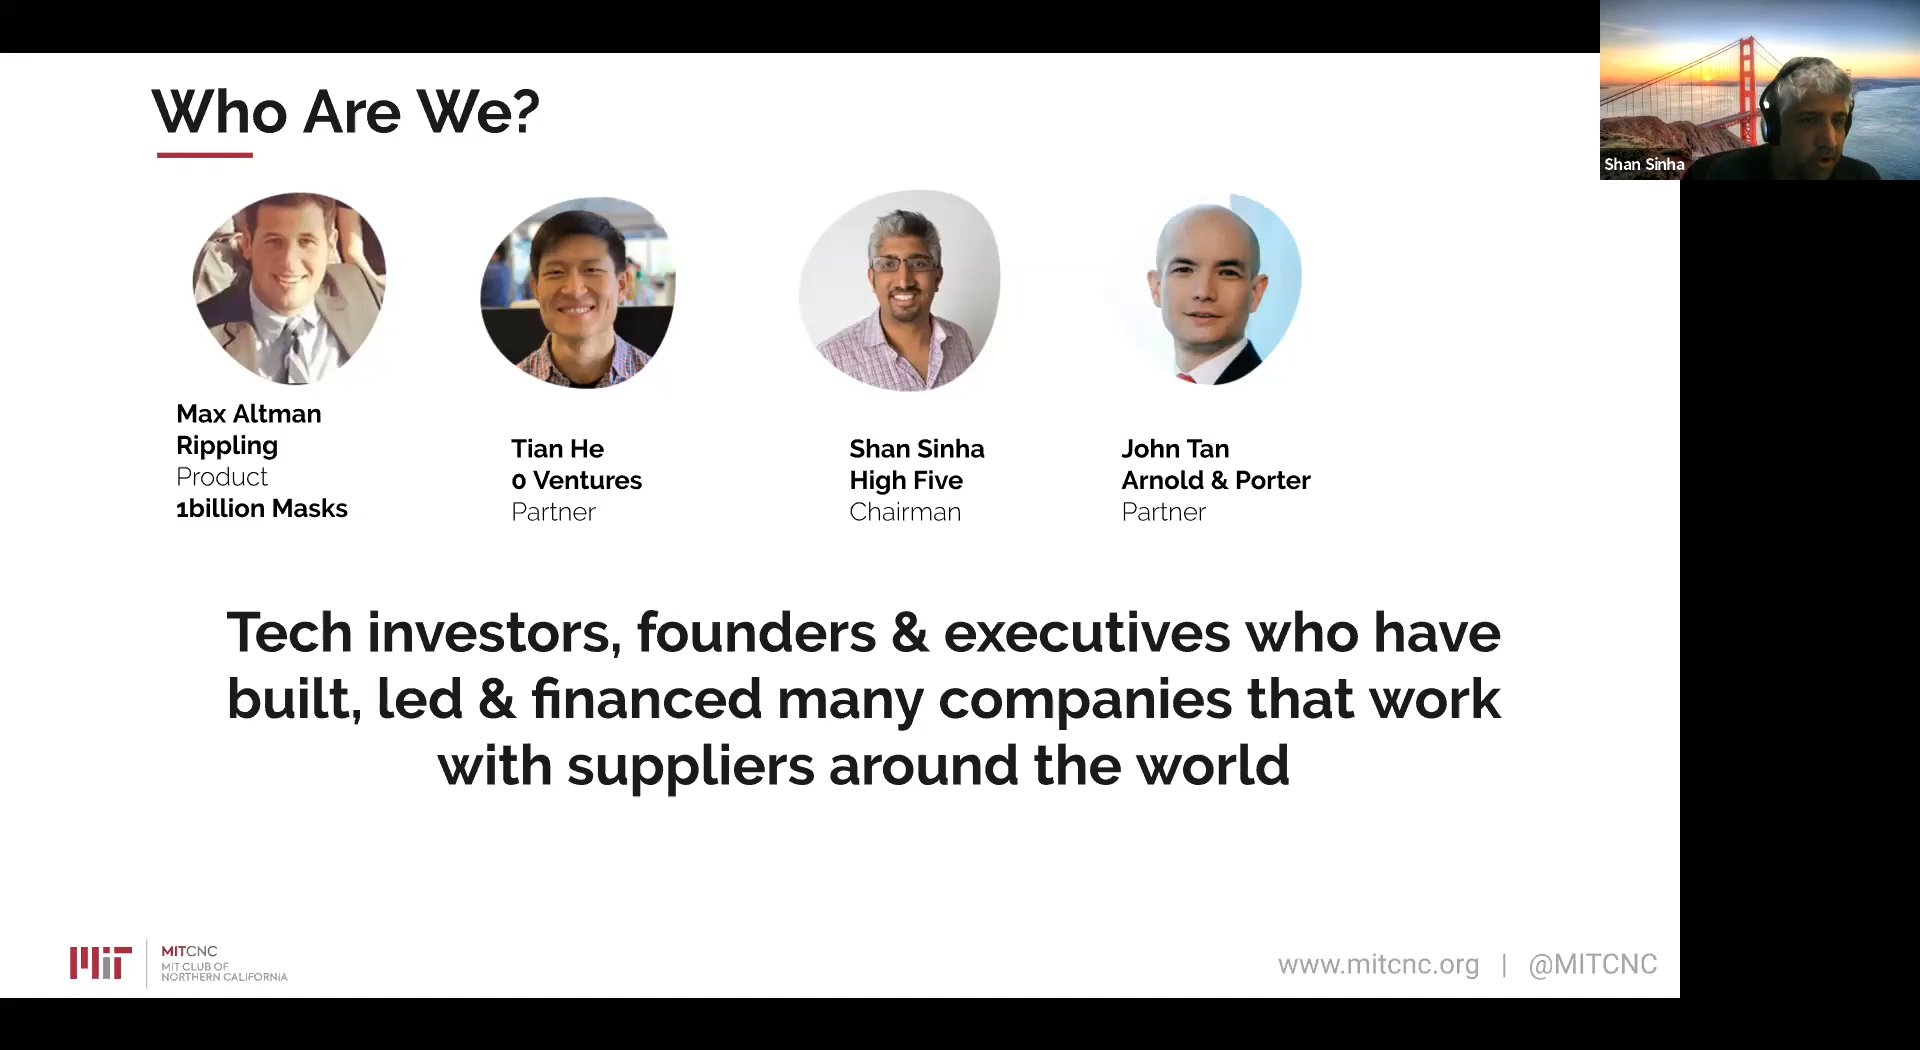 Who Are We?
Shan Sinha
Max Altman
Rippling
Product
1billion Masks
Tian He
0 Ventures
Partner
Shan Sinha
High Five
Chairman
John Tan
Arnold & Porter
Partner
Tech investors, founders & executives who have
built, led & financed many companies that work
with suppliers around the world
MIT
MITCNC
MIT CLUB OF
NORTHERN CALIFORNIA
www.mitcnc.org | @MITCNC